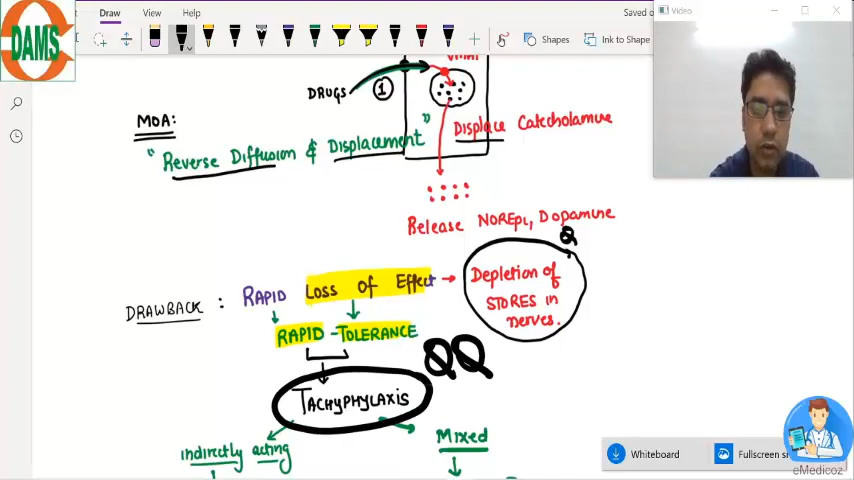 DAMS
Draw
View
Help
Saved o
Video
Shapes
Ink to Shape
VMAT
DRUGS
1
MOA:
Displace Catecholamine
"Reverse Diffusion & Displacement"
Release NOREpi, Dopamine
Q
DRAWBACK : RAPID Loss of Effect → Depletion of
STORES in
nerves.
RAPID - TOLERANCE
QQ
TACHYPHYLAXIS
Mixed
indirectly acting
Whiteboard
Fullscreen s
eMedicoz